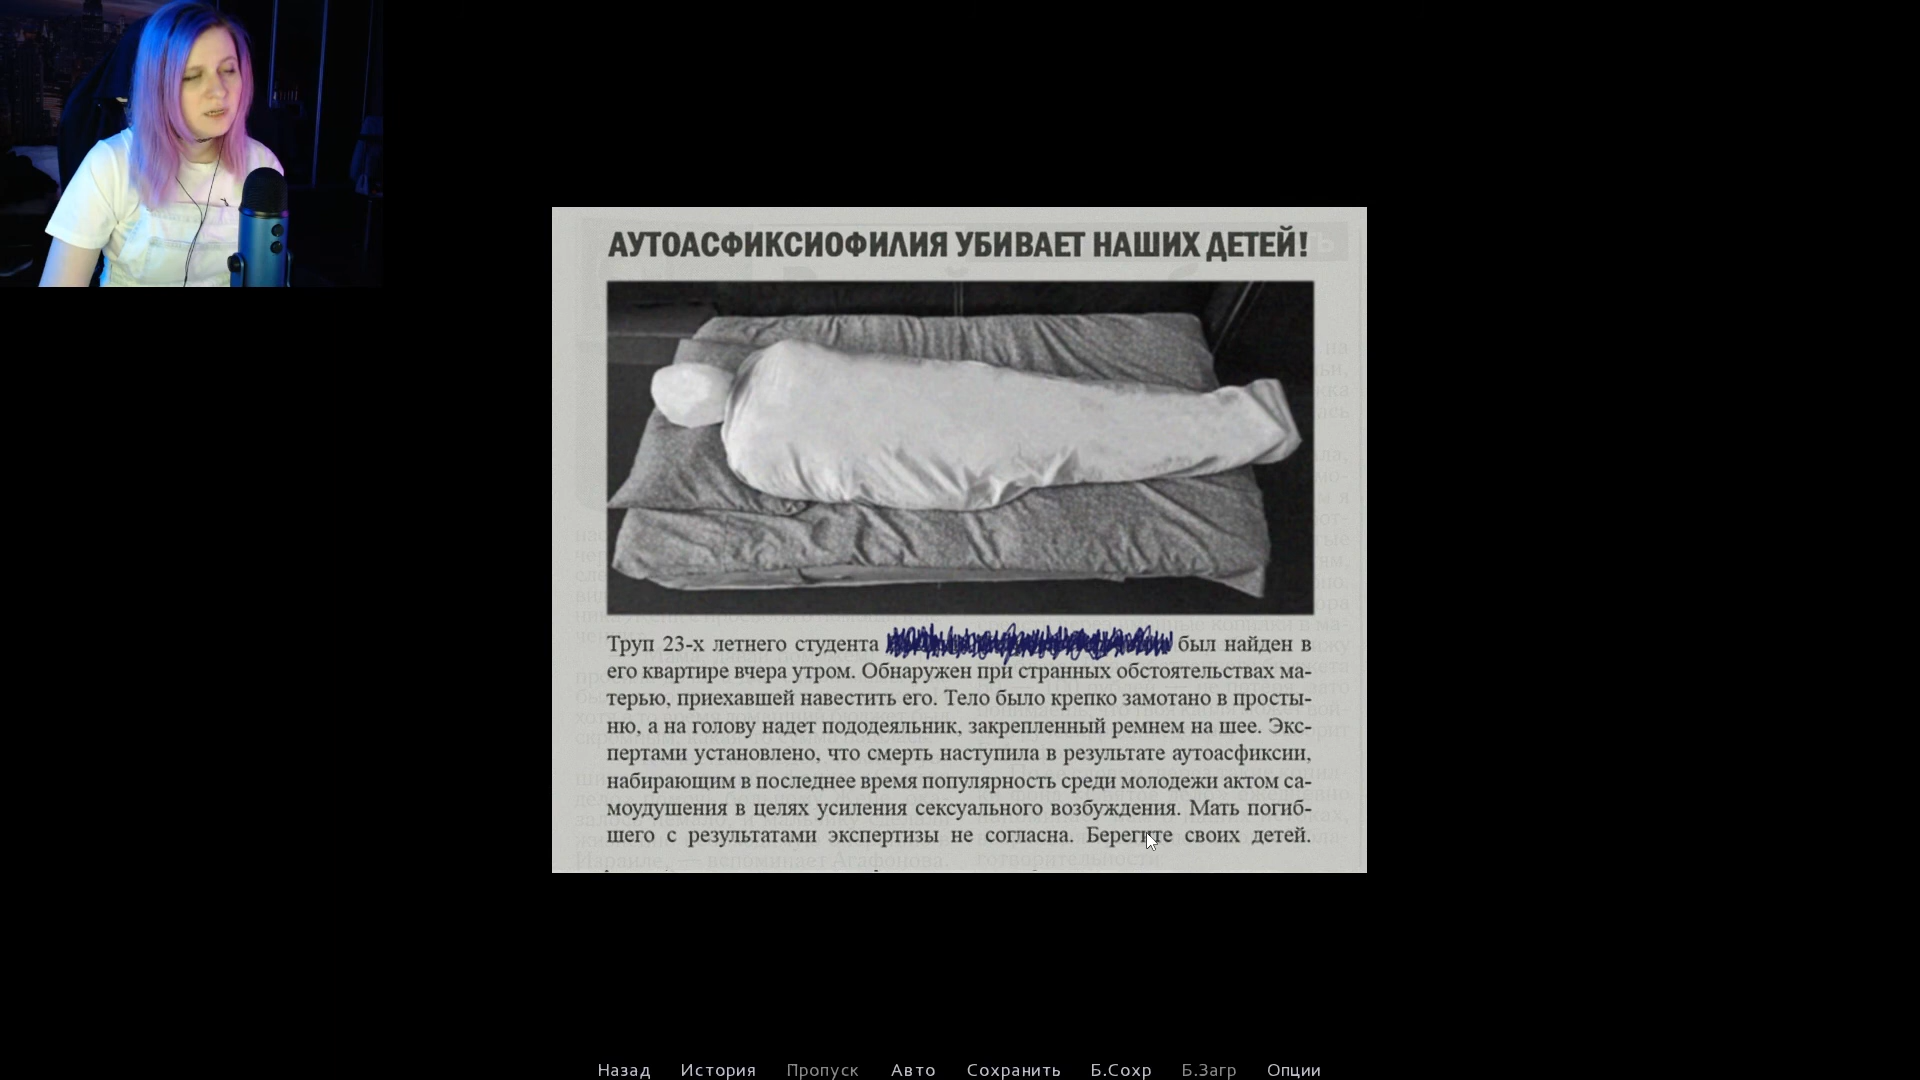 АУТОАСФИКСИОФИЛИЯ УБИВАЕТ НАШИХ ДЕТЕЙ!
Труп 23-х летнего студента был найден в
его квартире вчера утром. Обнаружен при странных обстоятельствах ма-
терью, приехавшей навестить его. Тело было крепко замотано в просты-
ню, а на голову надет пододеяльник, закрепленный ремнем на шее. Экс-
пертами установлено, что смерть наступила в результате аутоасфиксии,
набирающим в последнее время популярность среди молодежи актом са-
моудушения в целях усиления сексуального возбуждения. Мать погиб-
шего с результатами экспертизы не согласна. Берегите своих детей.
Назад История Пропуск Авто Сохранить Б.Сохр Б.Загр Опции